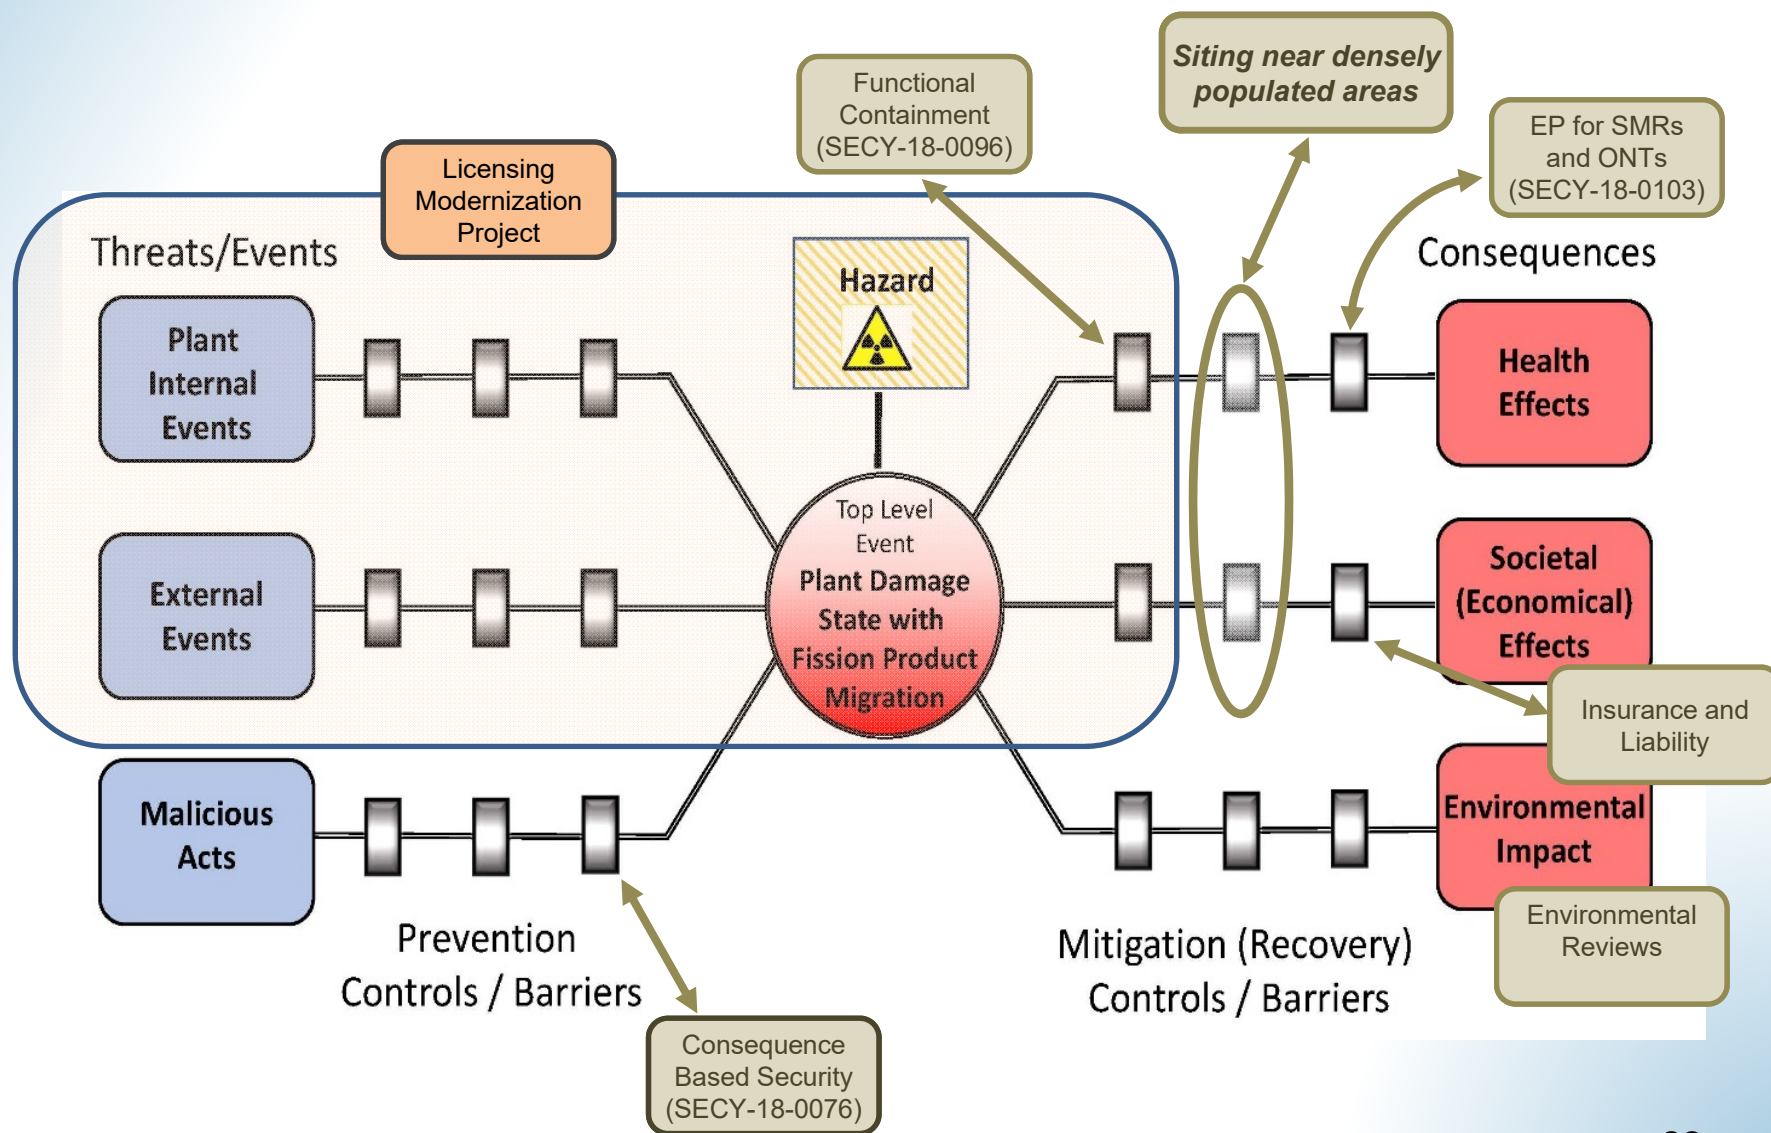 Siting near densely
populated areas
Functional
Containment
(SECY-18-0096)
EP for SMRs
and ONTs
(SECY-18-0103)
Licensing
Modernization
Project
Threats/Events
Consequences
Hazard
Plant
Internal
Events
Health
Effects
Top Level
Event
Plant Damage
State with
Fission Product
Migration
External
Events
Societal
(Economical)
Effects
Insurance and
Liability
Malicious
Acts
Environmental
Impact
Environmental
Reviews
Prevention
Controls / Barriers
Mitigation (Recovery)
Controls / Barriers
Consequence
Based Security
(SECY-18-0076)